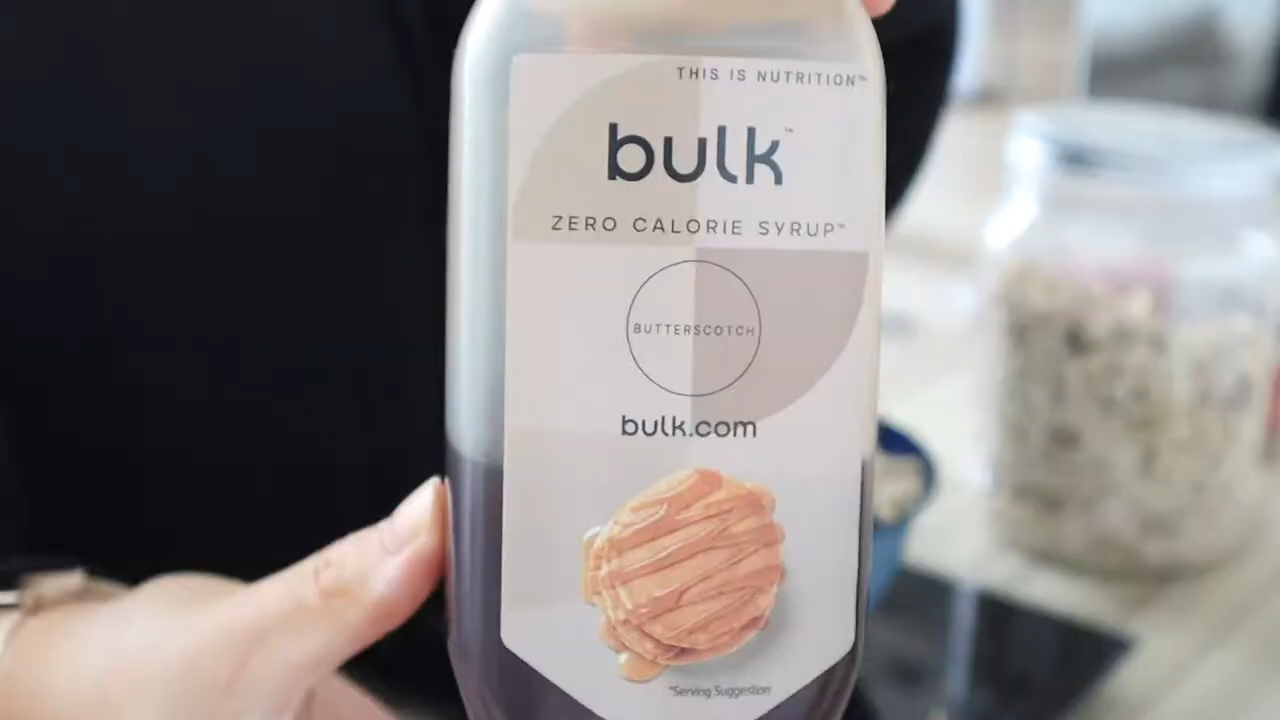 THIS IS NUTRITION™
bulk™
ZERO CALORIE SYRUP™
BUTTERSCOTCH
bulk.com
*Serving Suggestion